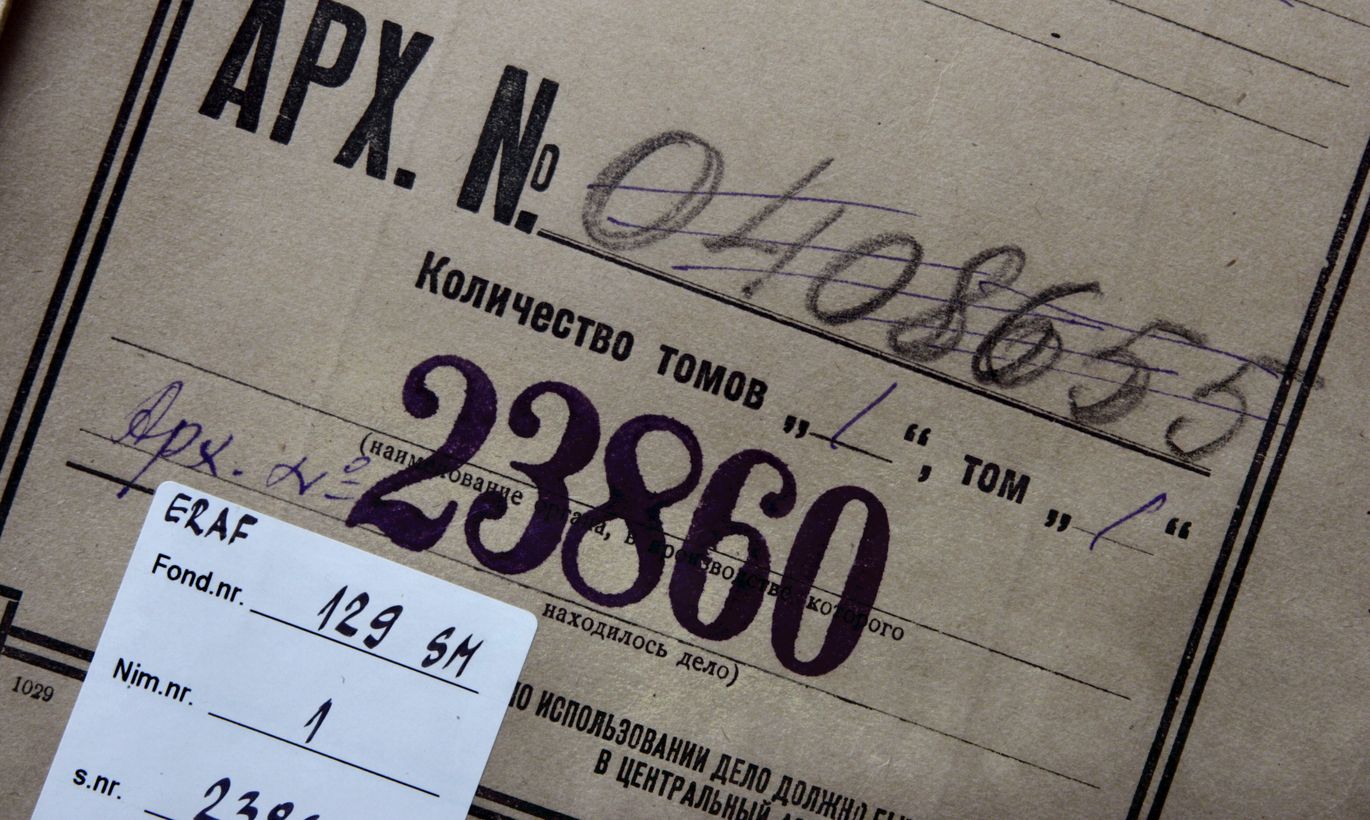 АРХ. №. 0408655
Количество томов „ 1 “, том „ 1 “
Арх. № 23860
(наименование органа, в производстве которого
находилось дело)
ИСПОЛЬЗОВАНИИ ДЕЛО ДОЛЖНО
В ЦЕНТРАЛЬНЫЙ
1029
ERAF
Fond.nr. 129 SM
Nim.nr. 1
s.nr. 2386